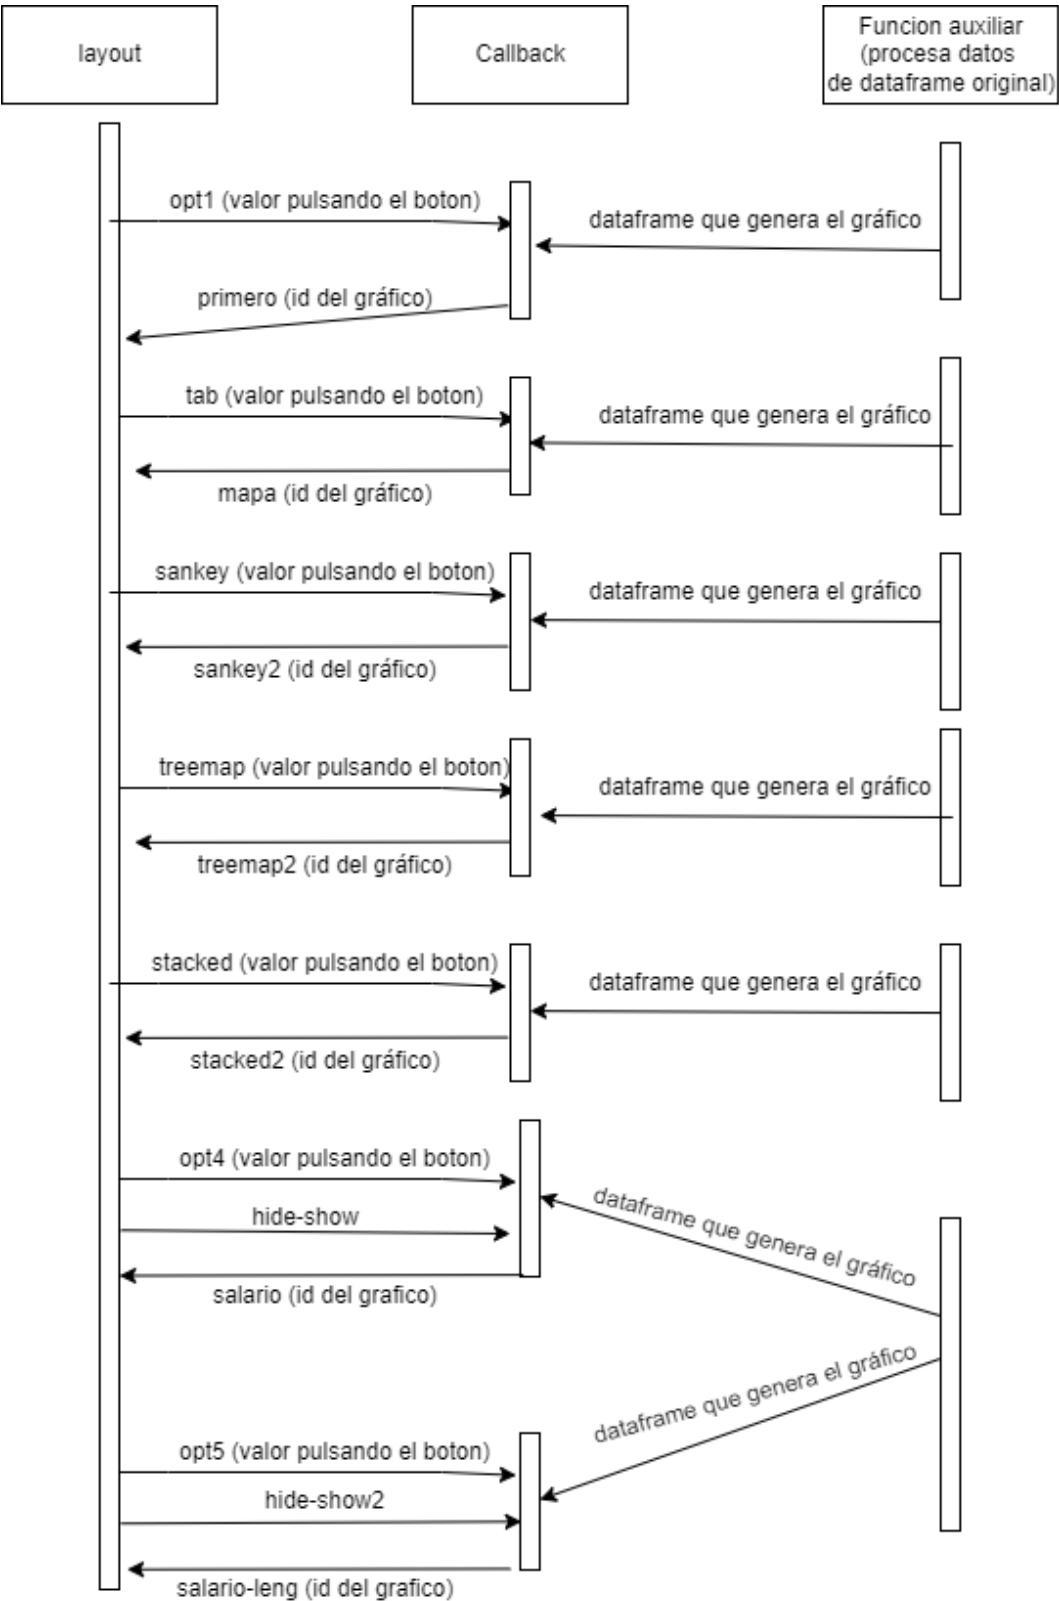 layout
Callback
Funcion auxiliar
(procesa datos
de dataframe original)
opt1 (valor pulsando el boton)
dataframe que genera el gráfico
primero (id del gráfico)
tab (valor pulsando el boton)
dataframe que genera el gráfico
mapa (id del gráfico)
sankey (valor pulsando el boton)
dataframe que genera el gráfico
sankey2 (id del gráfico)
treemap (valor pulsando el boton)
dataframe que genera el gráfico
treemap2 (id del gráfico)
stacked (valor pulsando el boton)
dataframe que genera el gráfico
stacked2 (id del gráfico)
opt4 (valor pulsando el boton)
dataframe que genera el gráfico
hide-show
salario (id del grafico)
dataframe que genera el gráfico
opt5 (valor pulsando el boton)
hide-show2
salario-leng (id del grafico)